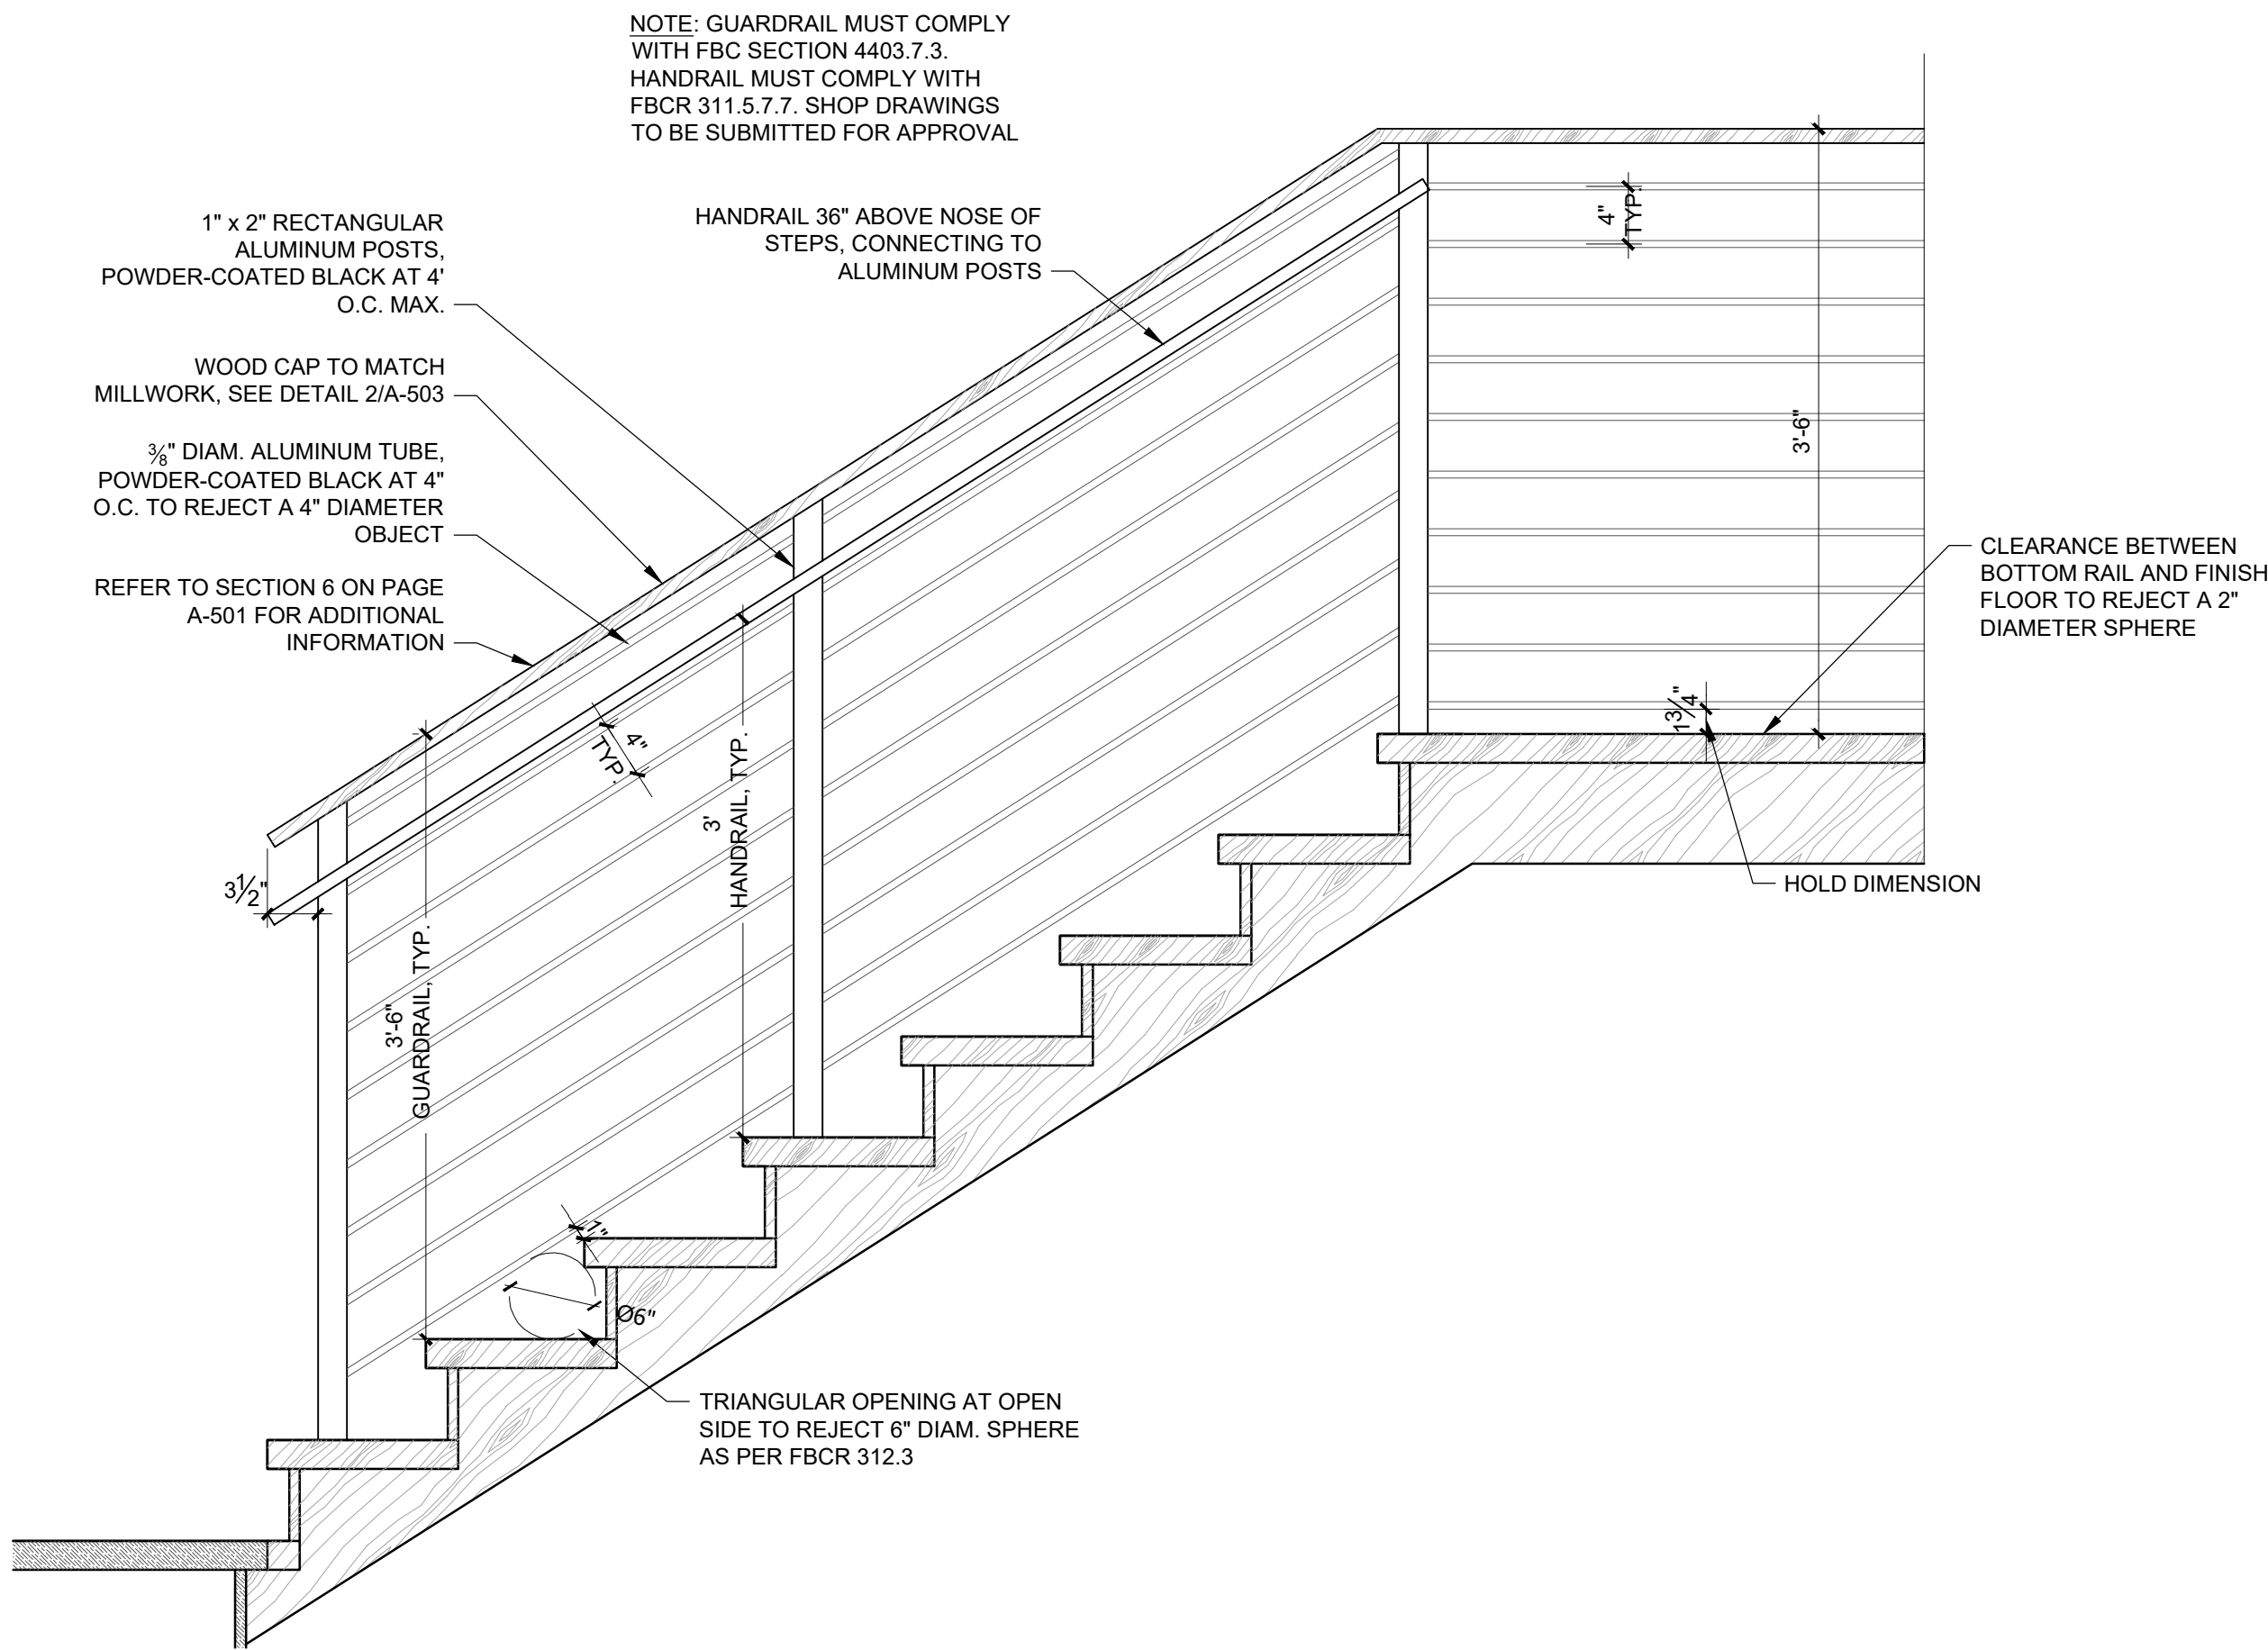 NOTE: GUARDRAIL MUST COMPLY
WITH FBC SECTION 4403.7.3.
HANDRAIL MUST COMPLY WITH
FBCR 311.5.7.7. SHOP DRAWINGS
TO BE SUBMITTED FOR APPROVAL
1" x 2" RECTANGULAR
ALUMINUM POSTS,
POWDER-COATED BLACK AT 4'
O.C. MAX.
HANDRAIL 36" ABOVE NOSE OF
STEPS, CONNECTING TO
ALUMINUM POSTS
4"
TYP.
WOOD CAP TO MATCH
MILLWORK, SEE DETAIL 2/A-503
3'-6"
⅜" DIAM. ALUMINUM TUBE,
POWDER-COATED BLACK AT 4"
O.C. TO REJECT A 4" DIAMETER
OBJECT
REFER TO SECTION 6 ON PAGE
A-501 FOR ADDITIONAL
INFORMATION
CLEARANCE BETWEEN
BOTTOM RAIL AND FINISH
FLOOR TO REJECT A 2"
DIAMETER SPHERE
1¾"
4"
TYP.
3'
HANDRAIL, TYP.
3½"
HOLD DIMENSION
3'-6"
GUARDRAIL, TYP.
1"
Ø6"
TRIANGULAR OPENING AT OPEN
SIDE TO REJECT 6" DIAM. SPHERE
AS PER FBCR 312.3